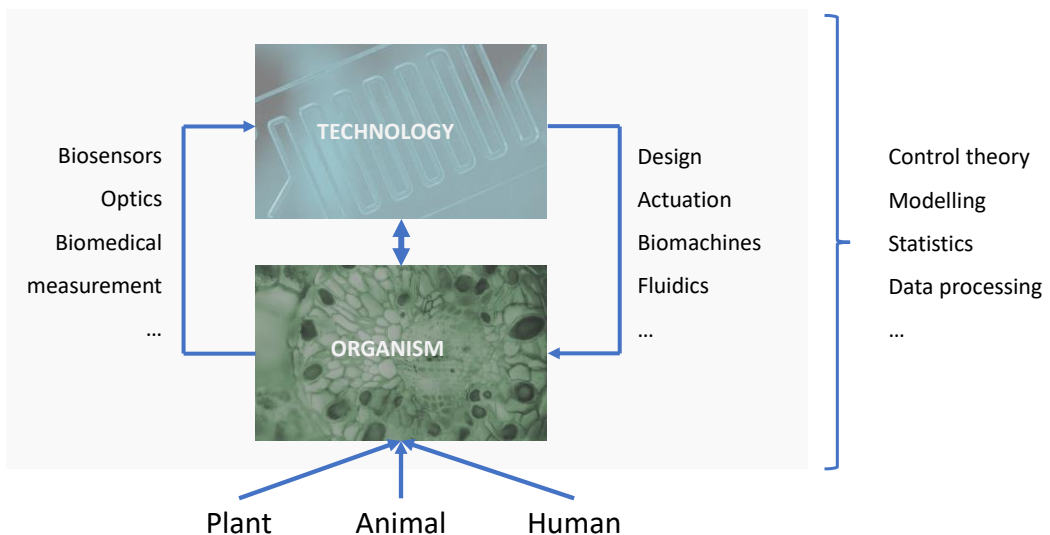 TECHNOLOGY
Biosensors
Optics
Biomedical
measurement
…
Design
Actuation
Biomachines
Fluidics
…
Control theory
Modelling
Statistics
Data processing
…
ORGANISM
Plant
Animal
Human